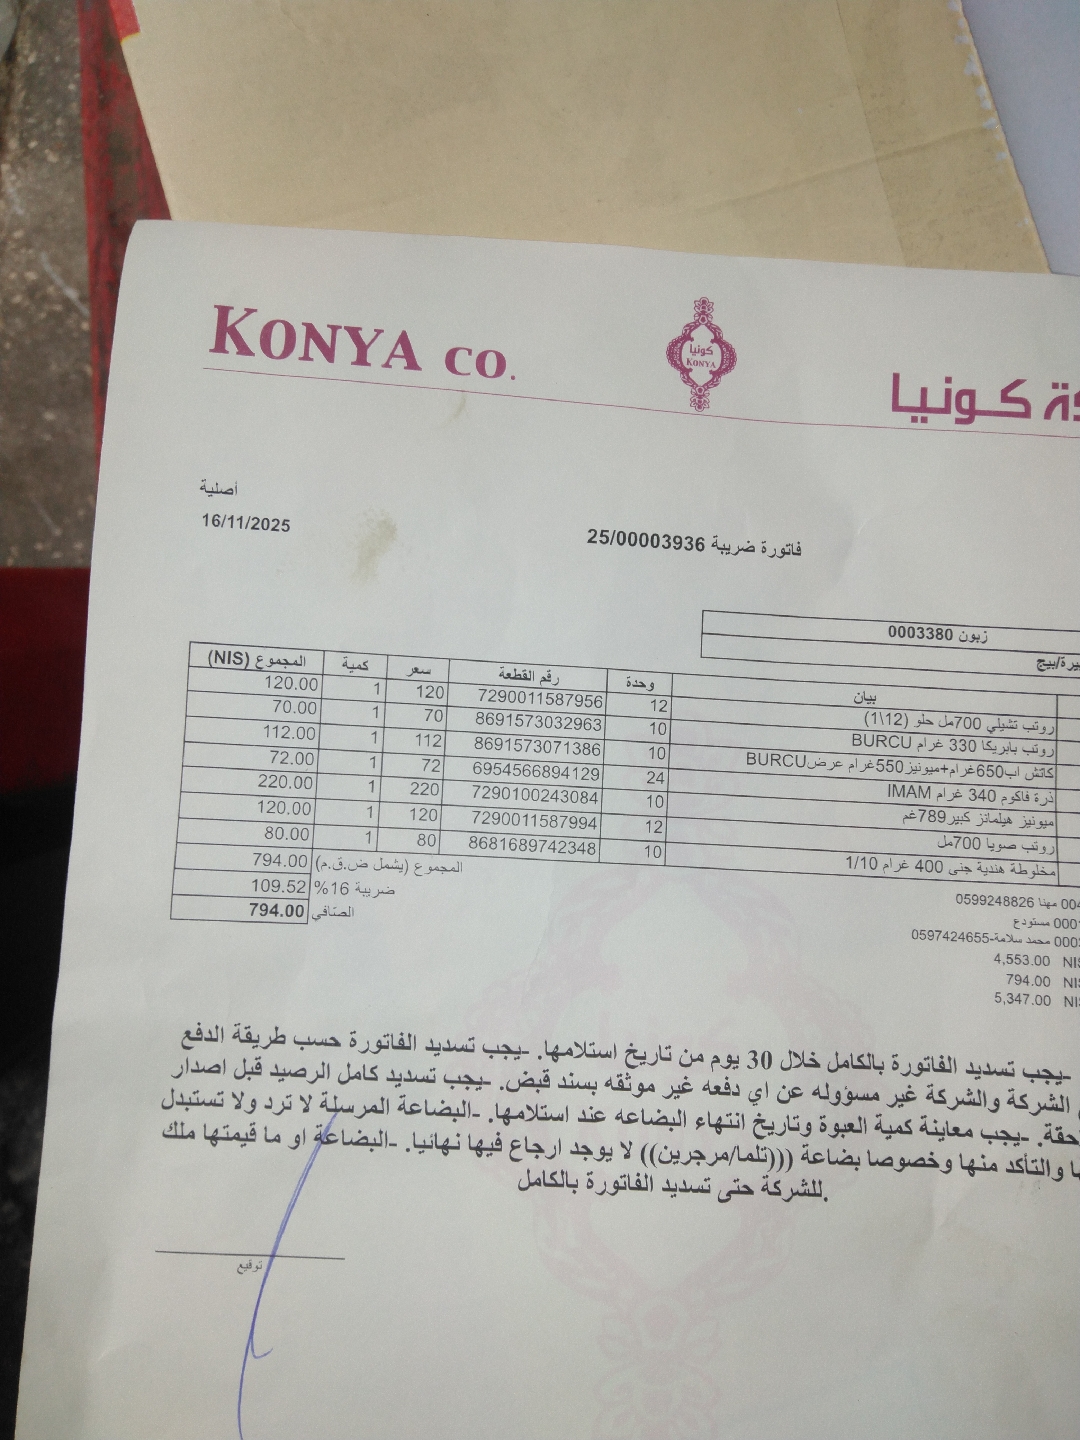 KONYA CO.
كونيا
KONYA
كونيا
أصلية
16/11/2025
فاتورة ضريبة 25/00003936
زبون 0003380
بيان وحدة رقم القطعة سعر كمية المجموع (NIS)
روتب تشيلي 700مل حلو (12\1) 12 7290011587956 120 1 120.00
روتب بابريكا 330 غرام BURCU 10 8691573032963 70 1 70.00
كاتش اب650غرام+ميونيز550غرام عرضBURCU 10 8691573071386 112 1 112.00
ذرة فاكوم 340 غرام IMAM 24 6954566894129 72 1 72.00
ميونيز هيلمانز كبير789غم 10 7290100243084 220 1 220.00
روتب صويا 700مل 12 7290011587994 120 1 120.00
مخلوطة هندية جنى 400 غرام 1/10 10 8681689742348 80 1 80.00
المجموع (يشمل ض.ق.م) 794.00
ضريبة 16% 109.52
الصّافي 794.00
مهنا 0599248826
مستودع
محمد سلامة-0597424655
4,553.00
794.00
5,347.00
-يجب تسديد الفاتورة بالكامل خلال 30 يوم من تاريخ استلامها. -يجب تسديد الفاتورة حسب طريقة الدفع
الشركة والشركة غير مسؤوله عن اي دفعه غير موثقه بسند قبض. -يجب تسديد كامل الرصيد قبل اصدار
-يجب معاينة كمية العبوة وتاريخ انتهاء البضاعه عند استلامها. -البضاعة المرسلة لا ترد ولا تستبدل
والتأكد منها وخصوصا بضاعة (((تلما/مرجرين)) لا يوجد ارجاع فيها نهائيا. -البضاعة او ما قيمتها ملك
للشركة حتى تسديد الفاتورة بالكامل.
توقيع